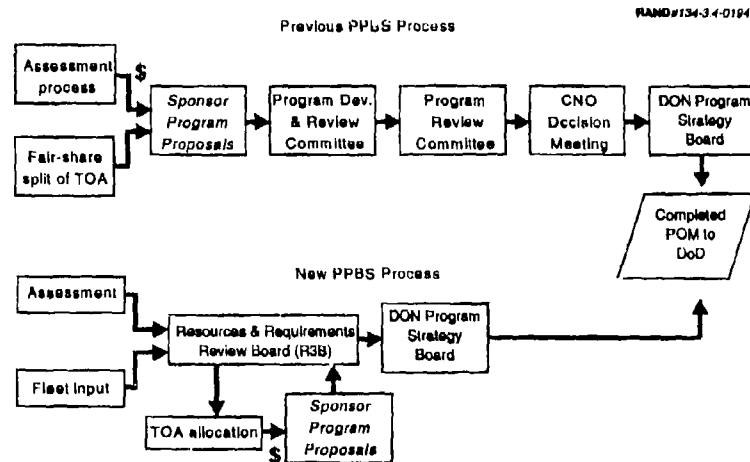 RAND#134-3.4-0194
Previous PPBS Process
Assessment
process
$
Fair-share
split of TOA
Sponsor
Program
Proposals
Program Dev.
& Review
Committee
Program
Review
Committee
CNO
Decision
Meeting
DON Program
Strategy
Board
Completed
POM to
DoD
New PPBS Process
Assessment
Fleet Input
Resources & Requirements
Review Board (R3B)
DON Program
Strategy
Board
TOA allocation
$
Sponsor
Program
Proposals